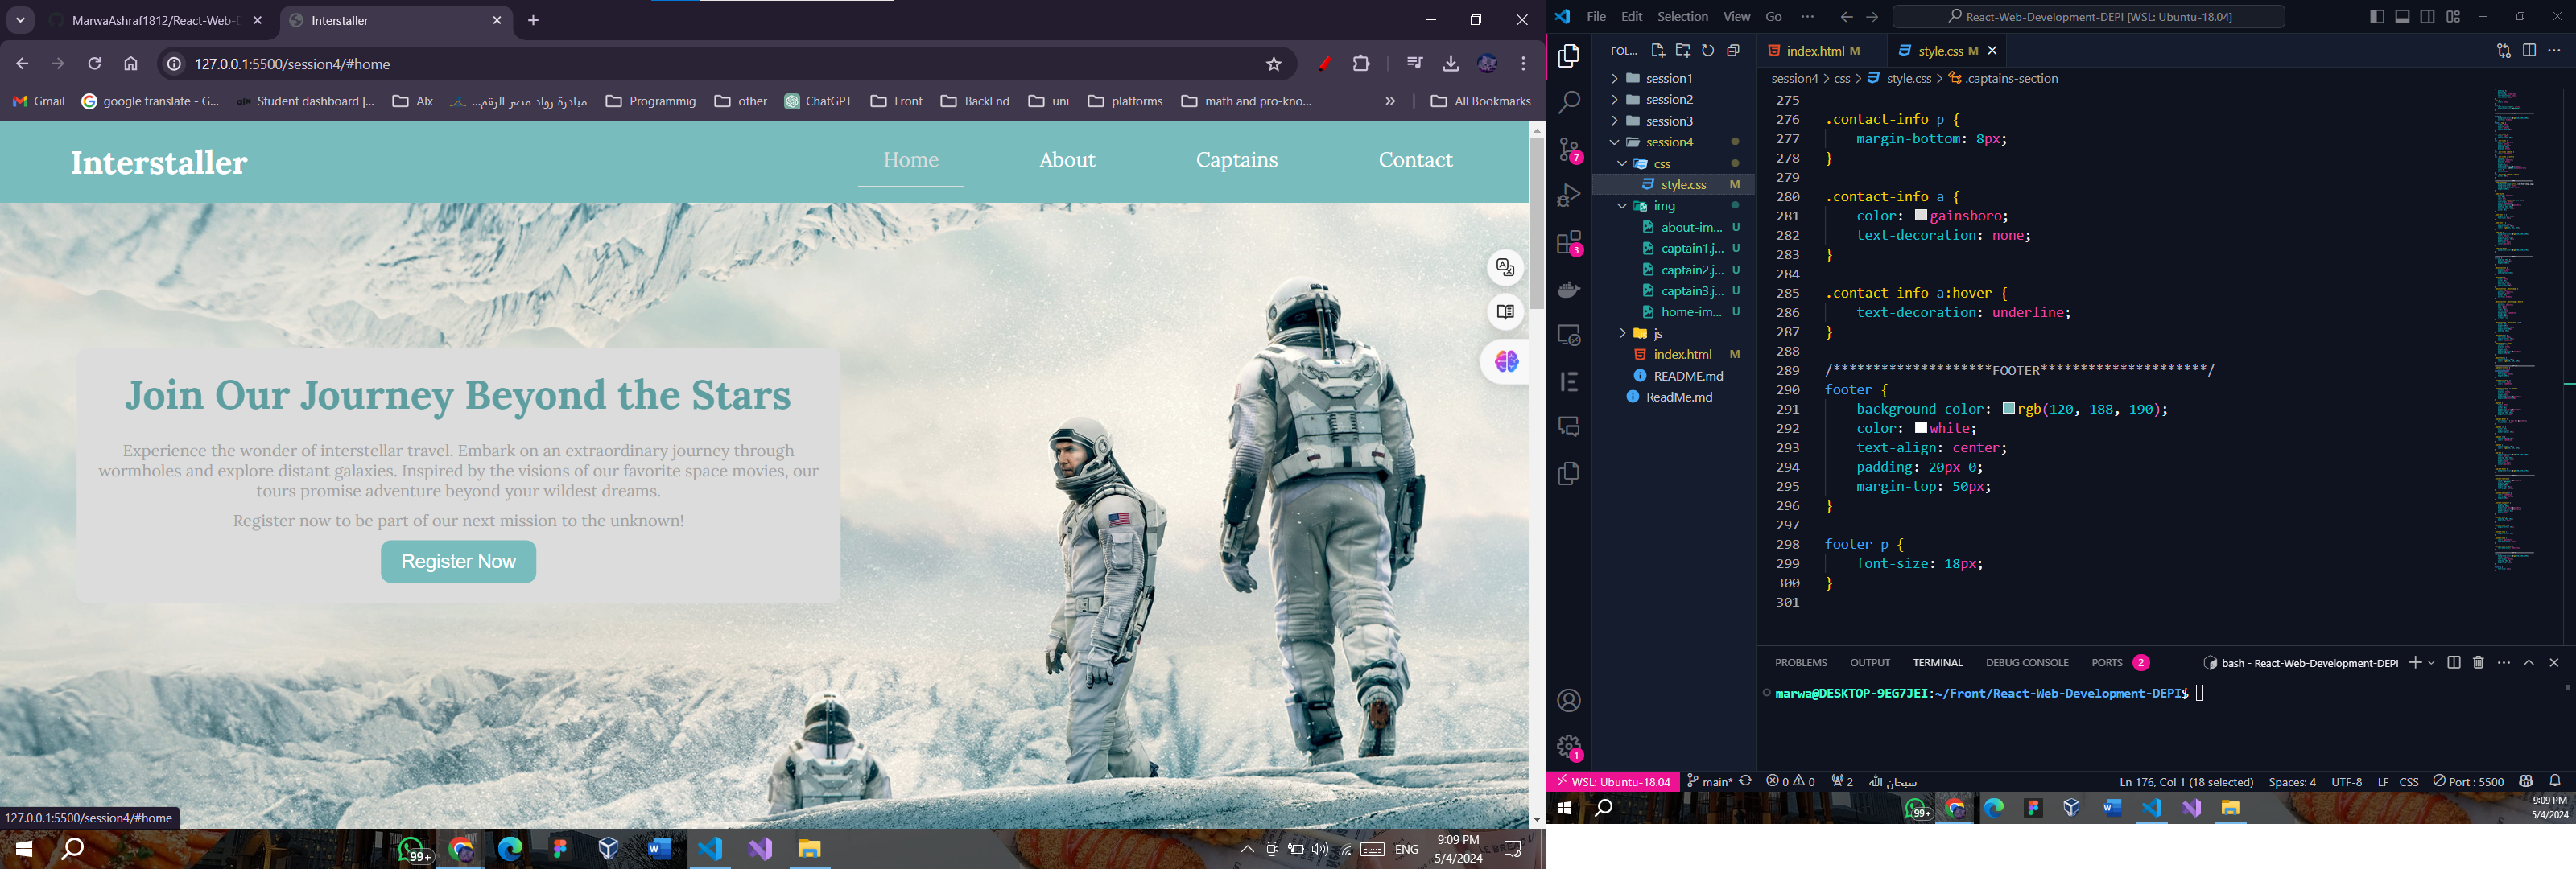 MarwaAshraf1812/React-Web-D
Interstaller
127.0.0.1:5500/session4/#home
Gmail
google translate - G...
Student dashboard |...
Alx
مبادرة رواد مصر الرقم...
Programmig
other
ChatGPT
Front
BackEnd
uni
platforms
math and pro-kno...
All Bookmarks
Interstaller
Home
About
Captains
Contact
Join Our Journey Beyond the Stars
Experience the wonder of interstellar travel. Embark on an extraordinary journey through
wormholes and explore distant galaxies. Inspired by the visions of our favorite space movies, our
tours promise adventure beyond your wildest dreams.
Register now to be part of our next mission to the unknown!
Register Now
127.0.0.1:5500/session4/#home
99+
ENG
9:09 PM
5/4/2024
File Edit Selection View Go ...
React-Web-Development-DEPI [WSL: Ubuntu-18.04]
FOL...
session1
session2
session3
session4
css
style.css M
img
about-im... U
captain1.j... U
captain2.j... U
captain3.j... U
home-im... U
js
index.html M
README.md
ReadMe.md
7
3
1
index.html M
style.css M
session4 > css > style.css > .captains-section
275
276 .contact-info p {
277 margin-bottom: 8px;
278 }
279
280 .contact-info a {
281 color: gainsboro;
282 text-decoration: none;
283 }
284
285 .contact-info a:hover {
286 text-decoration: underline;
287 }
288
289 /********************FOOTER*********************/
290 footer {
291 background-color: rgb(120, 188, 190);
292 color: white;
293 text-align: center;
294 padding: 20px 0;
295 margin-top: 50px;
296 }
297
298 footer p {
299 font-size: 18px;
300 }
301
PROBLEMS OUTPUT TERMINAL DEBUG CONSOLE PORTS 2
bash - React-Web-Development-DEPI
marwa@DESKTOP-9EG7JEI:~/Front/React-Web-Development-DEPI$
WSL: Ubuntu-18.04 main* 0 0 2 سبحان الله
Ln 176, Col 1 (18 selected) Spaces: 4 UTF-8 LF CSS Port : 5500
99+
9:09 PM
5/4/2024